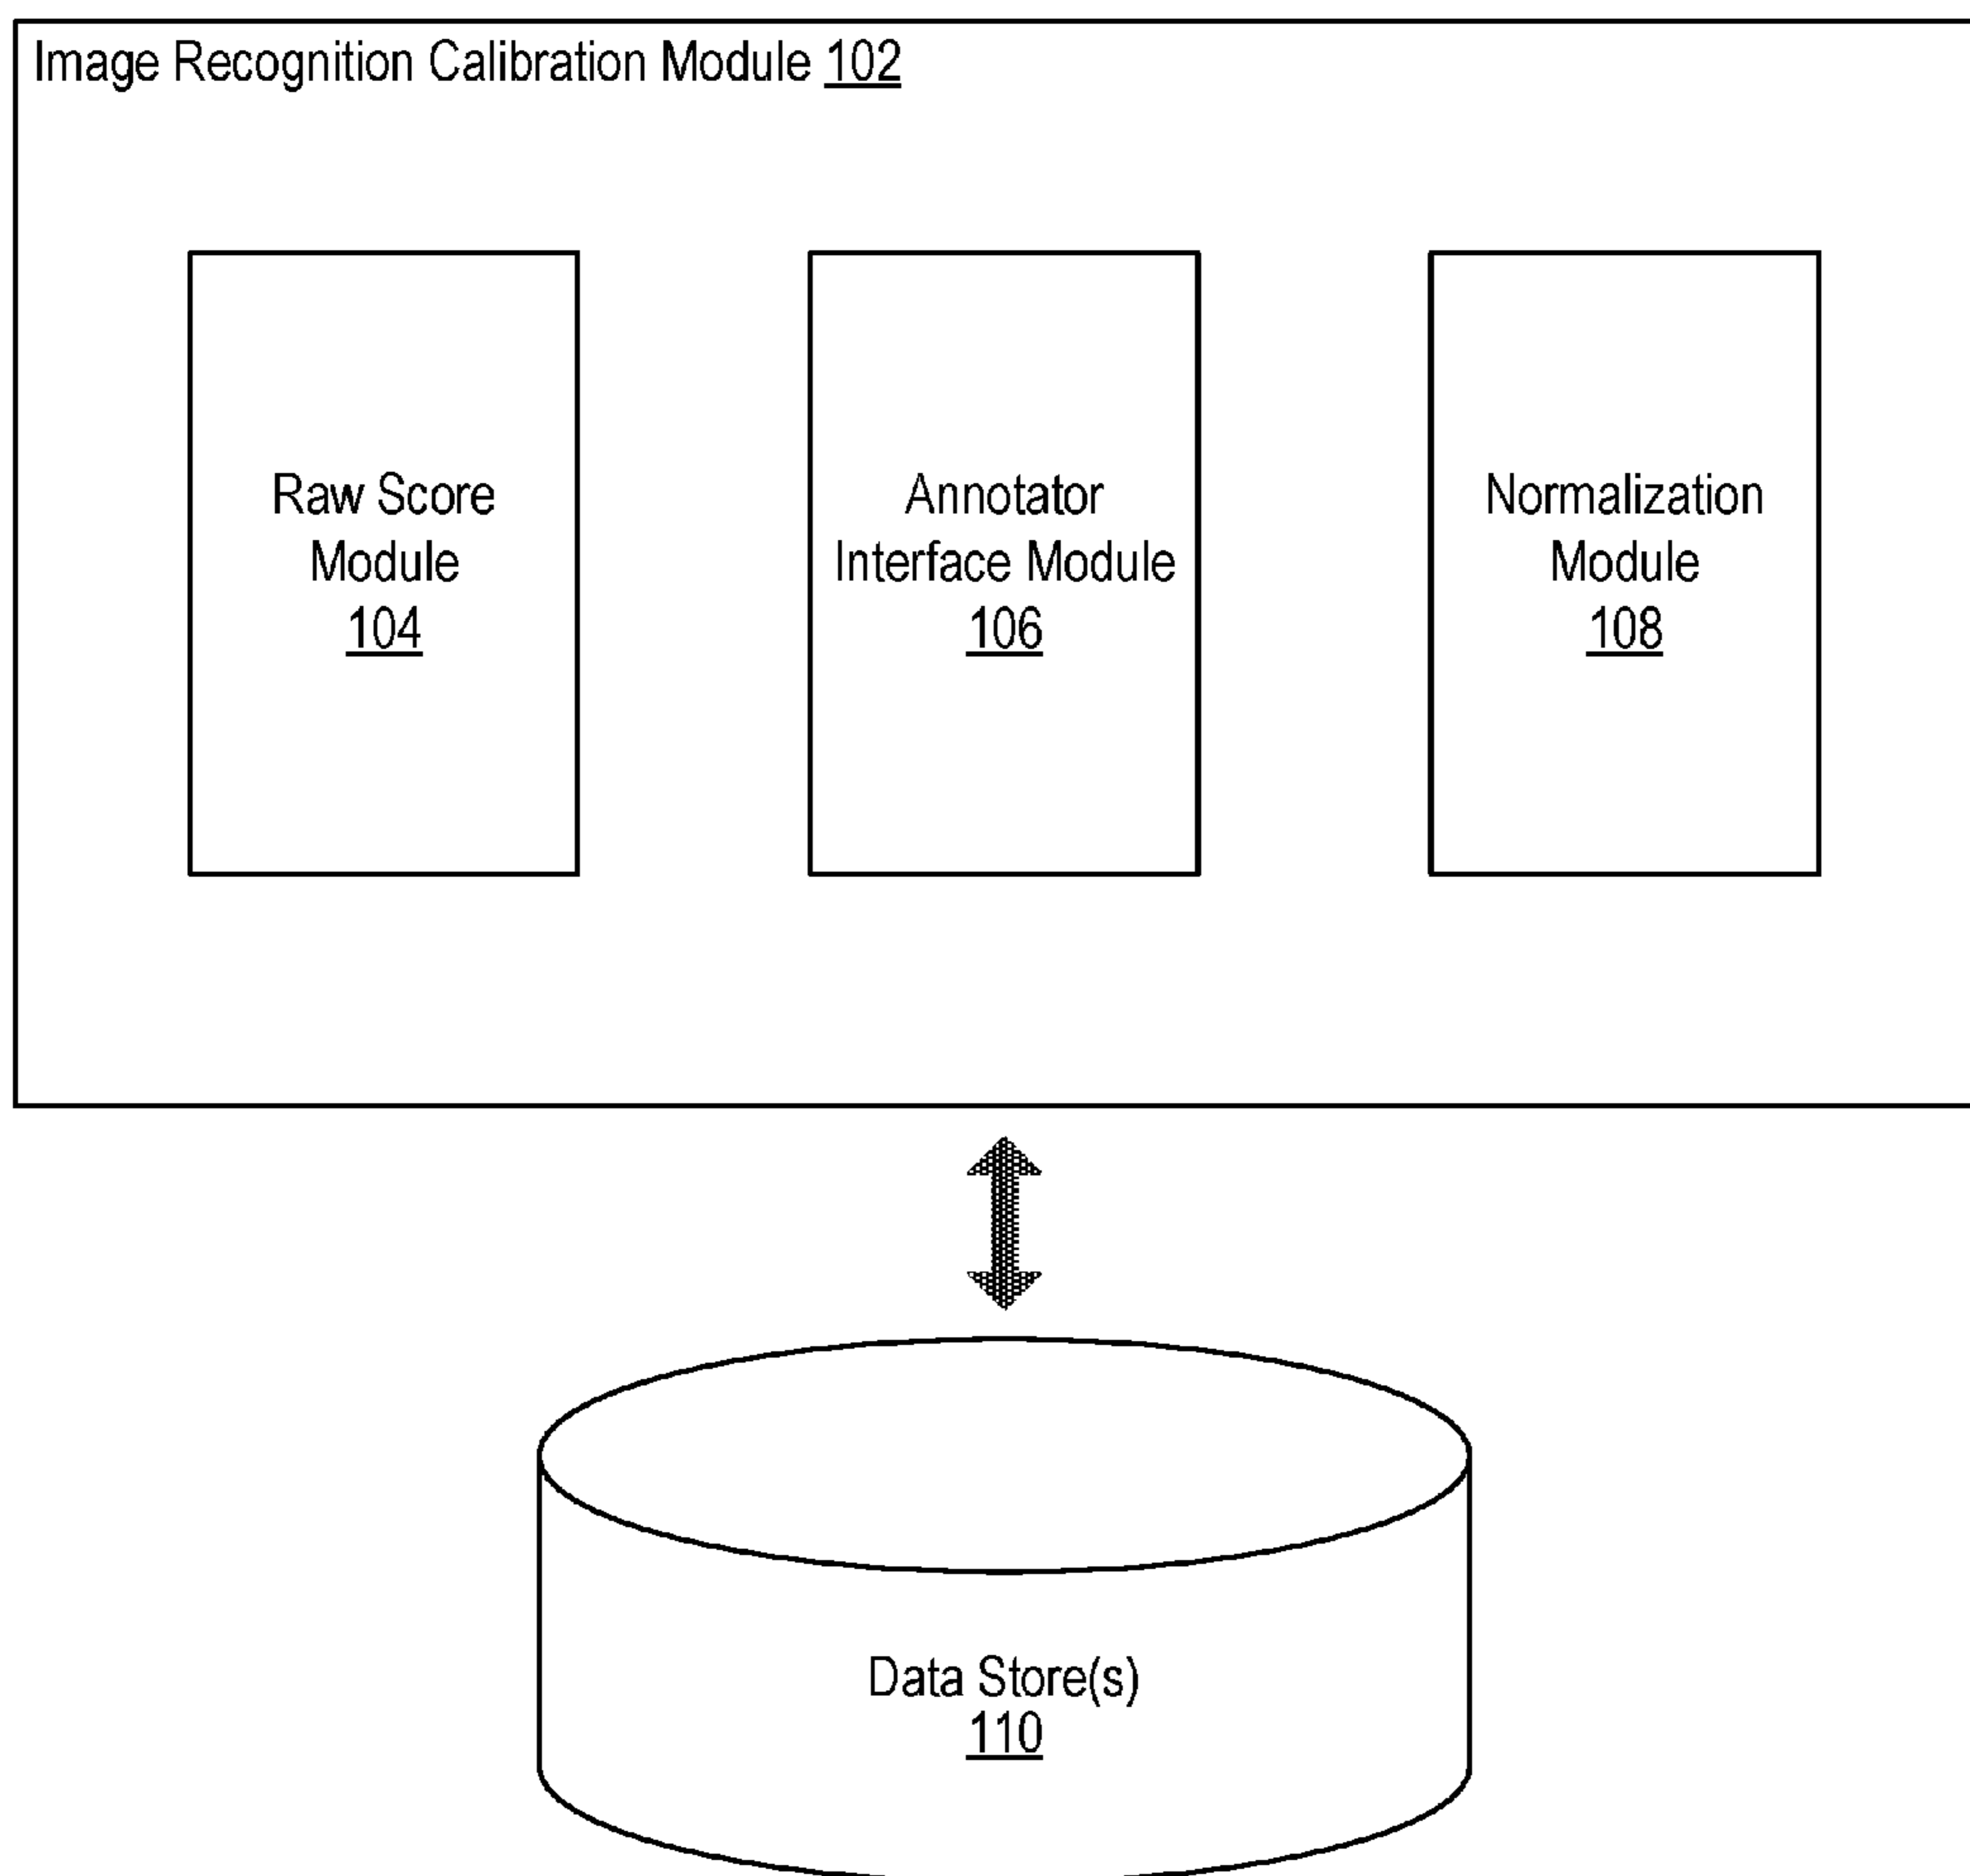 Image Recognition Calibration Module 102
Raw Score
Module
104
Annotator
Interface Module
106
Normalization
Module
108
Data Store(s)
110